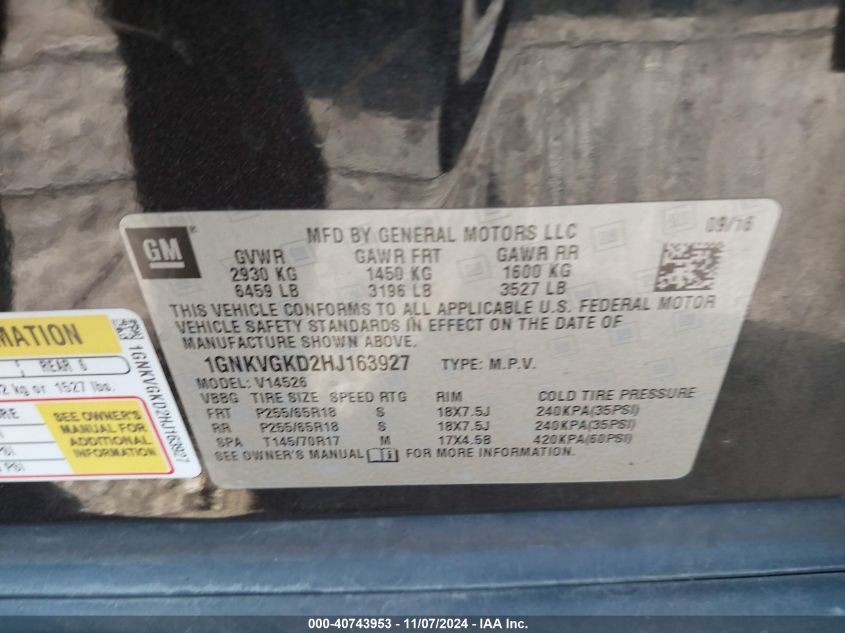 GM
MFD BY GENERAL MOTORS LLC
09/16
GVWR GAWR FRT GAWR RR
2930 KG 1450 KG 1600 KG
6459 LB 3196 LB 3527 LB
THIS VEHICLE CONFORMS TO ALL APPLICABLE U.S. FEDERAL MOTOR
VEHICLE SAFETY STANDARDS IN EFFECT ON THE DATE OF
MANUFACTURE SHOWN ABOVE.
1GNKVGKD2HJ163927 TYPE: M.P.V.
MODEL: V14526
VBBG TIRE SIZE SPEED RTG RIM COLD TIRE PRESSURE
FRT P255/65R18 S 18X7.5J 240KPA(35PSI)
RR P255/65R18 S 18X7.5J 240KPA(35PSI)
SPA T145/70R17 M 17X4.5B 420KPA(60PSI)
SEE OWNER'S MANUAL FOR MORE INFORMATION.
REAR 6
kg or 1527 lbs.
SEE OWNER'S
MANUAL FOR
ADDITIONAL
INFORMATION
PSI
1GNKVGKD2HJ163927
000-40743953 - 11/07/2024 - IAA Inc.